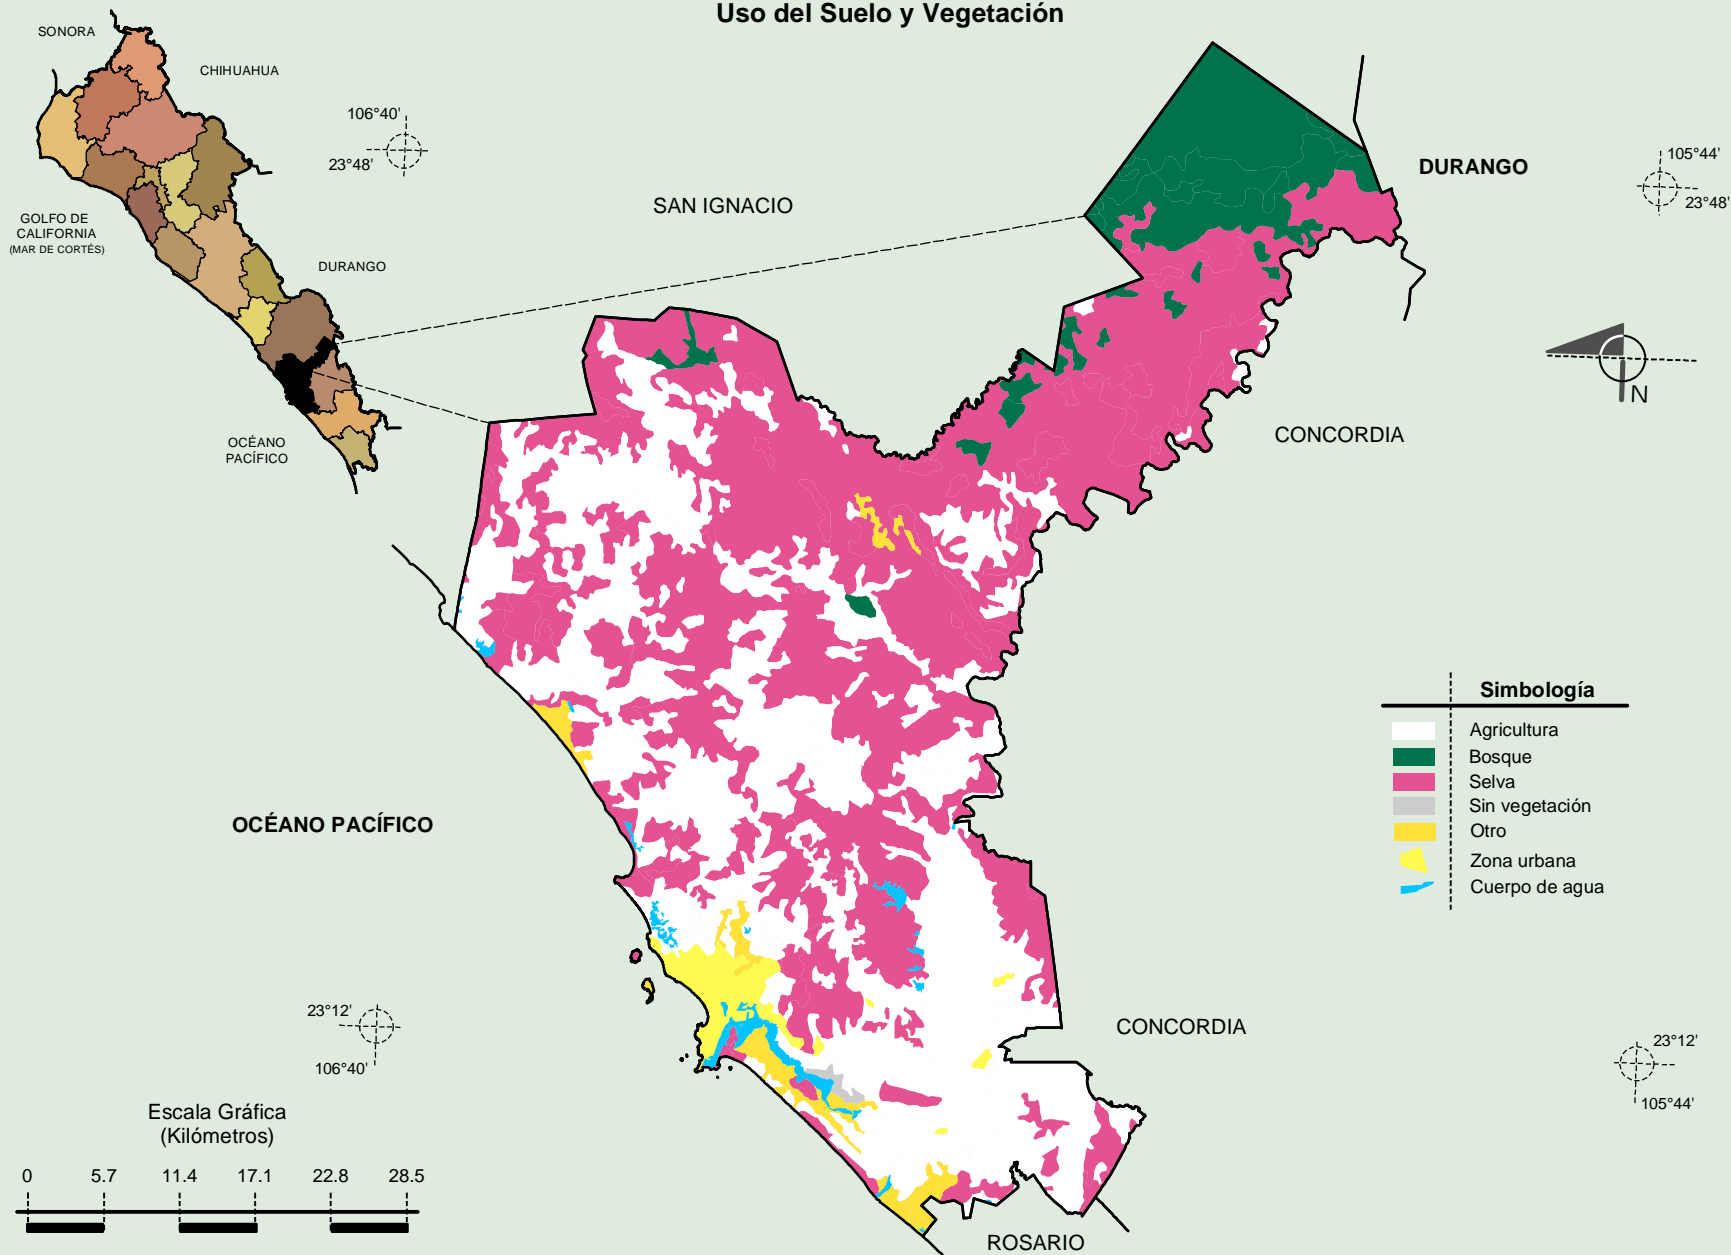 Uso del Suelo y Vegetación
SONORA
CHIHUAHUA
106°40'
23°48'
DURANGO
105°44'
23°48'
SAN IGNACIO
GOLFO DE
CALIFORNIA
(MAR DE CORTÉS)
DURANGO
N
OCÉANO
PACÍFICO
CONCORDIA
Simbología
Agricultura
Bosque
Selva
Sin vegetación
Otro
Zona urbana
Cuerpo de agua
OCÉANO PACÍFICO
23°12'
106°40'
CONCORDIA
23°12'
105°44'
Escala Gráfica
(Kilómetros)
0 5.7 11.4 17.1 22.8 28.5
ROSARIO